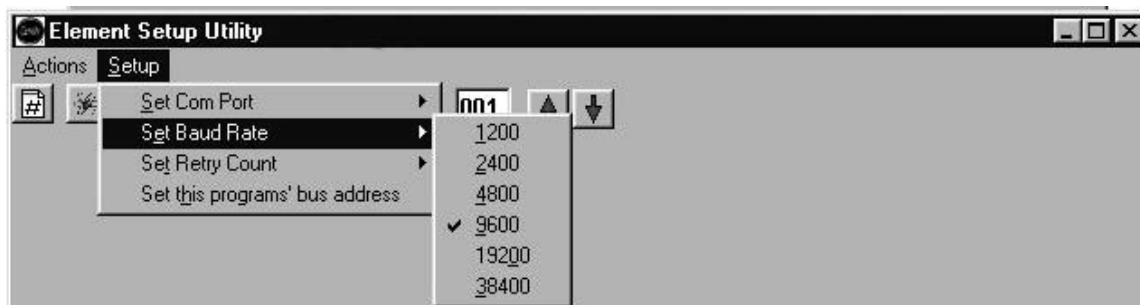 Element Setup Utility
Actions Setup
#
001
Set Com Port
Set Baud Rate
Set Retry Count
Set this programs' bus address
1200
2400
4800
9600
19200
38400